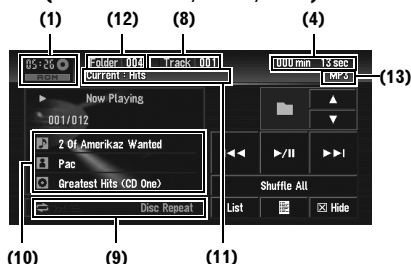 (1) (12) (8) (4)
05:26 Folder 004 Track 001 000 min 13 sec
ROM Current : Hits MP3 (13)
Now Playing
001/012
2 Of Amerikaz Wanted
Pac
Greatest Hits (CD One)
Shuffle All
Disc Repeat List Hide
(10) (9) (11)